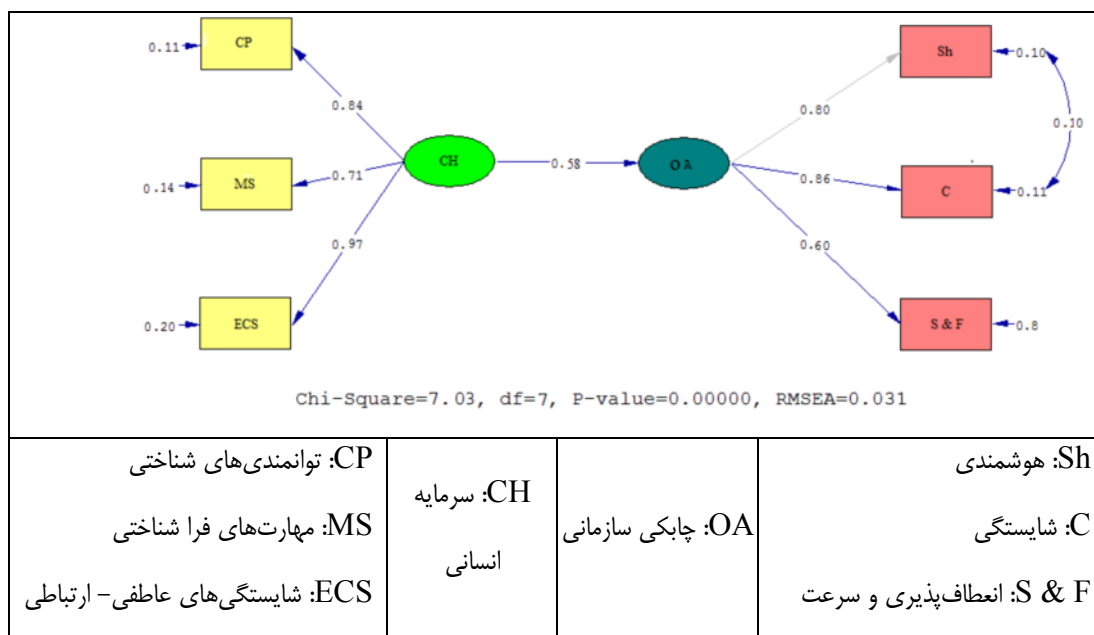 0.11
CP
0.84
0.14
MS
0.71
0.20
ECS
0.97
CH
0.58
O A
0.80
Sh
0.10
0.10
0.86
C
0.11
0.60
S & F
0.8
Chi-Square=7.03, df=7, P-value=0.00000, RMSEA=0.031
Sh: هوشمندی
C: شایستگی
S & F: انعطاف‌پذیری و سرعت
OA: چابکی سازمانی
CH: سرمایه
انسانی
CP: توانمندی‌های شناختی
MS: مهارت‌های فرا شناختی
ECS: شایستگی‌های عاطفی- ارتباطی